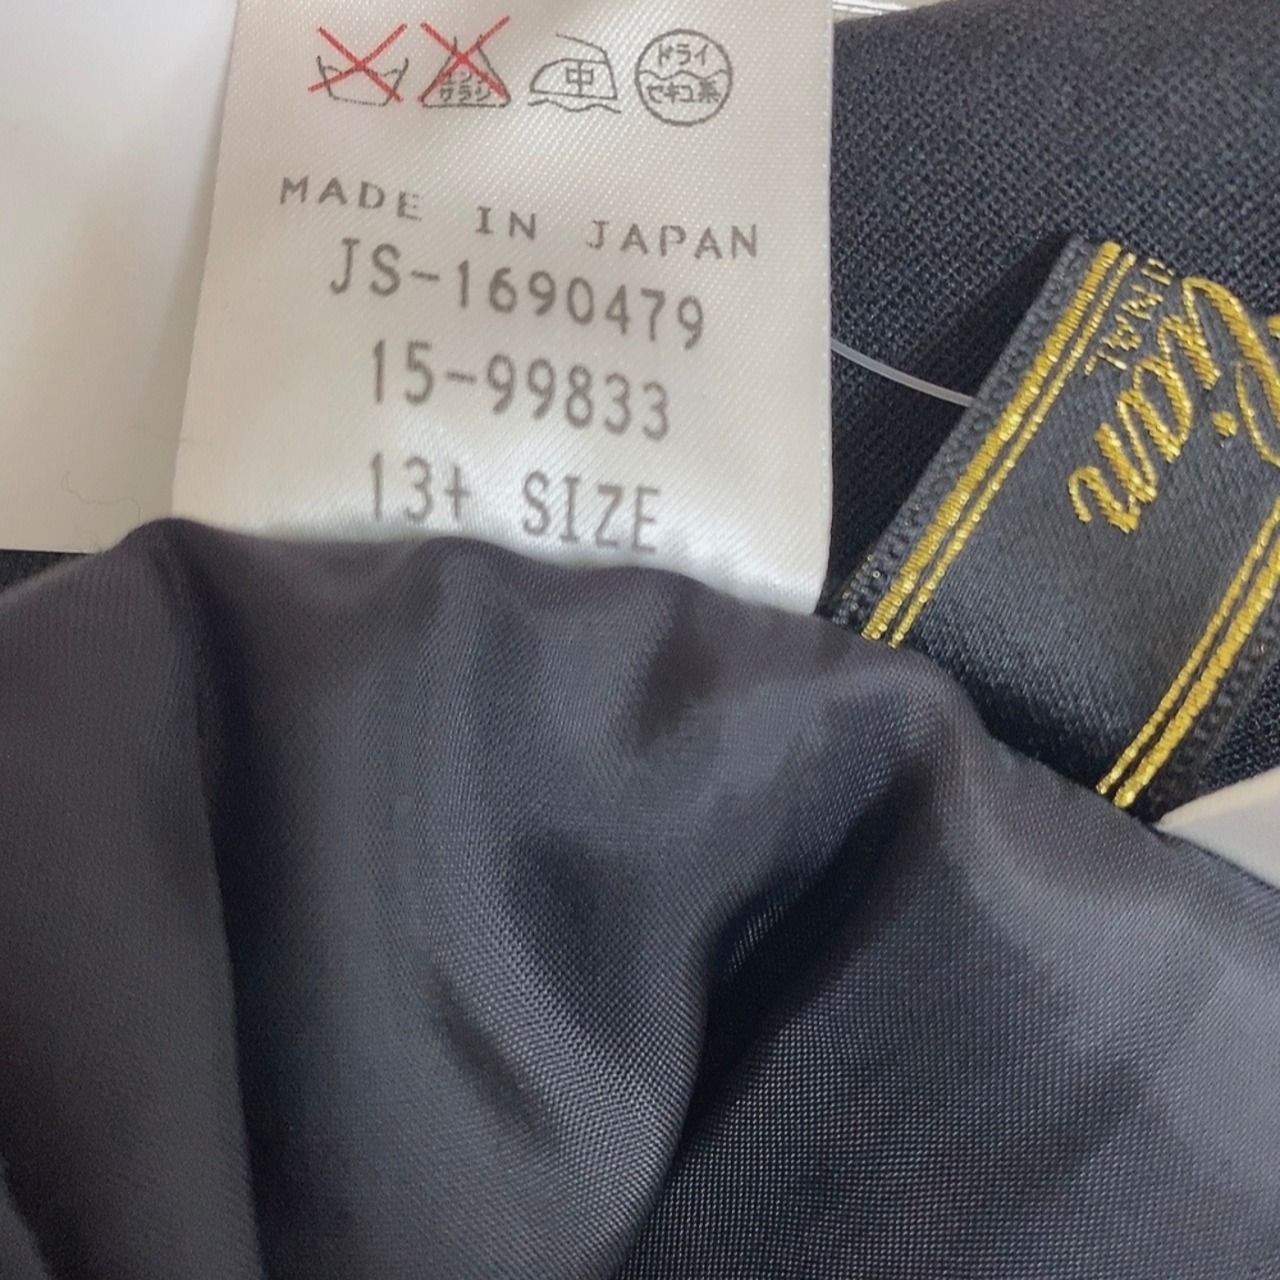 エンソ
サラシ
中
ドライ
セキユ系
MADE IN JAPAN
JS-1690479
15-99833
13+ SIZE